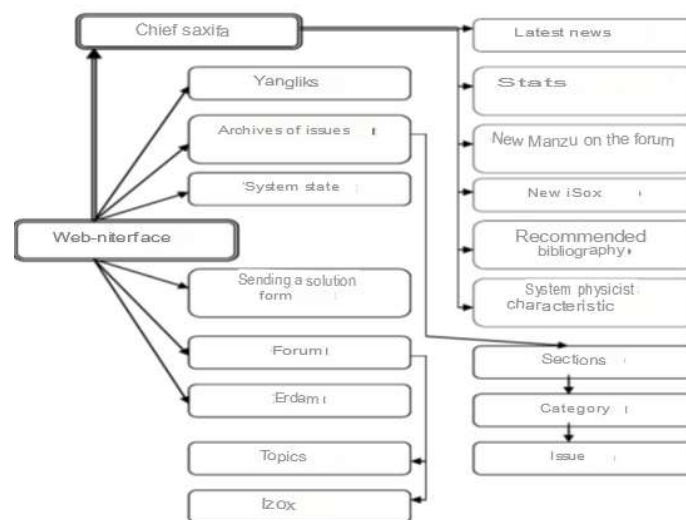 Chief saxifa
Latest news
Yangliks
Stats
Archives of issues
New Manzu on the forum
System state
New iSox
Web-niterface
Recommended
bibliography
Sending a solution
form
System physicist
characteristic
Forum
Sections
Erdam
Category
Topics
Issue
Izox